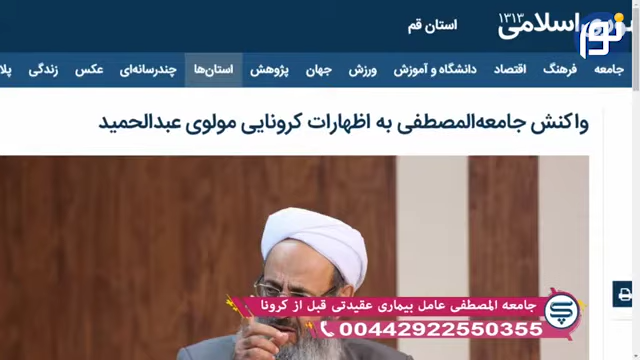 نور
۱۳۱۳
اسلامی
استان قم
جامعه فرهنگ اقتصاد دانشگاه و آموزش ورزش جهان پژوهش استان‌ها چندرسانه‌ای عکس زندگی
واکنش جامعه‌المصطفی به اظهارات کرونایی مولوی عبدالحمید
جامعه المصطفی عامل بیماری عقیدتی قبل از کرونا
00442922550355